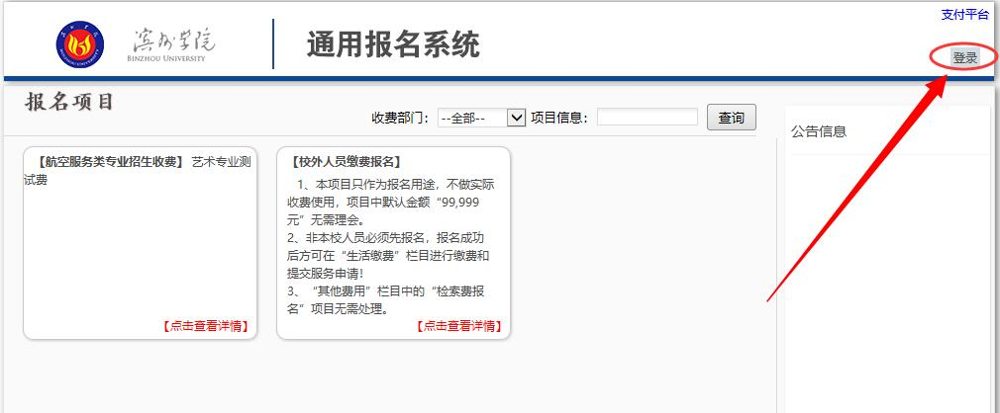 支付平台
滨州学院
BINZHOU UNIVERSITY
通用报名系统
登录
报名项目
收费部门： --全部-- 项目信息： 查询
公告信息
【航空服务类专业招生收费】 艺术专业测
试费
【点击查看详情】
【校外人员缴费报名】
1、本项目只作为报名用途，不做实际
收费使用，项目中默认金额“99,999
元”无需理会。
2、非本校人员必须先报名，报名成功
后方可在“生活缴费”栏目进行缴费和
提交服务申请！
3、“其他费用”栏目中的“检索费报
名”项目无需处理。
【点击查看详情】